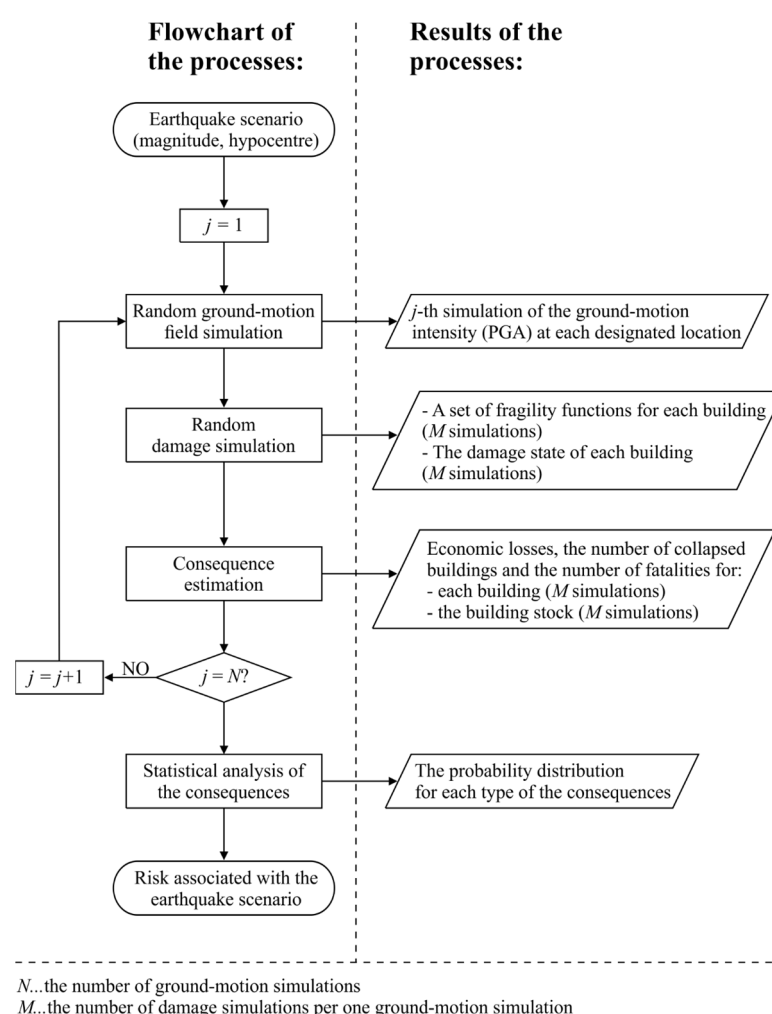 Flowchart of
the processes:
Results of the
processes:
Earthquake scenario
(magnitude, hypocentre)
j = 1
Random ground-motion
field simulation
j-th simulation of the ground-motion
intensity (PGA) at each designated location
Random
damage simulation
- A set of fragility functions for each building
(M simulations)
- The damage state of each building
(M simulations)
Consequence
estimation
Economic losses, the number of collapsed
buildings and the number of fatalities for:
- each building (M simulations)
- the building stock (M simulations)
j = j+1
NO
j = N?
Statistical analysis of
the consequences
The probability distribution
for each type of the consequences
Risk associated with the
earthquake scenario
N...the number of ground-motion simulations
M...the number of damage simulations per one ground-motion simulation